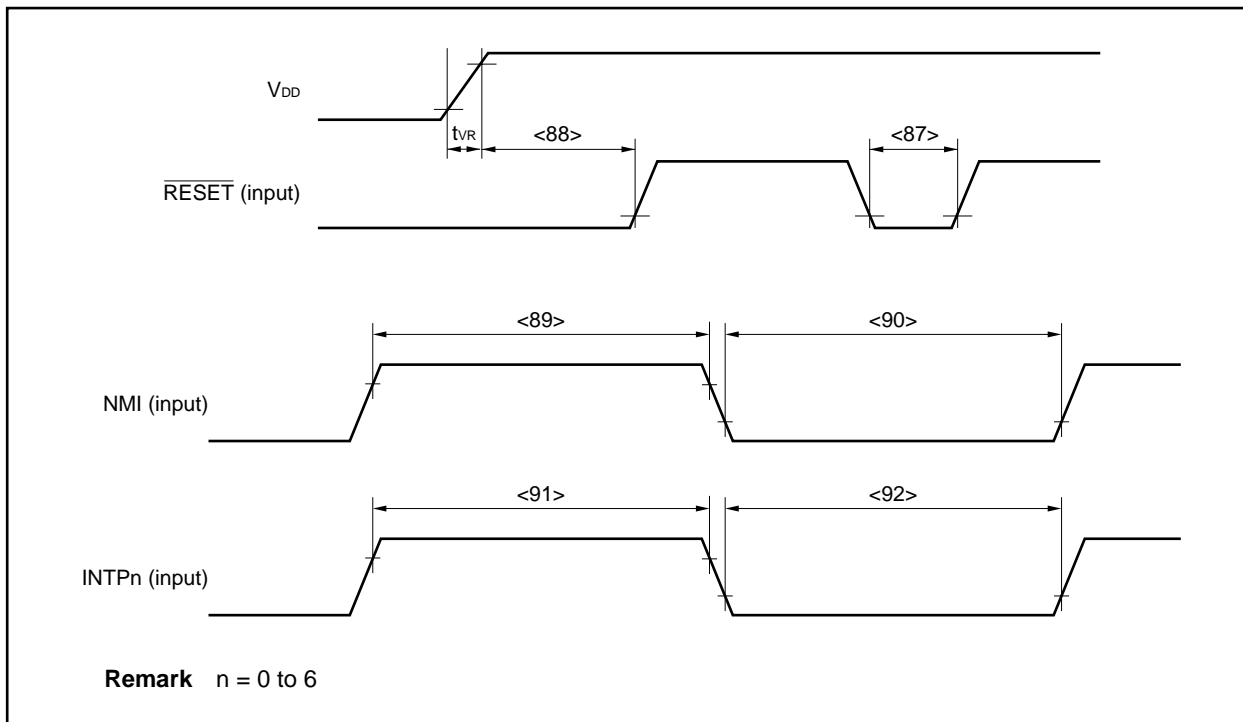 VDD
tVR
<88>
<87>
RESET (input)
<89>
<90>
NMI (input)
<91>
<92>
INTPn (input)
Remark n = 0 to 6